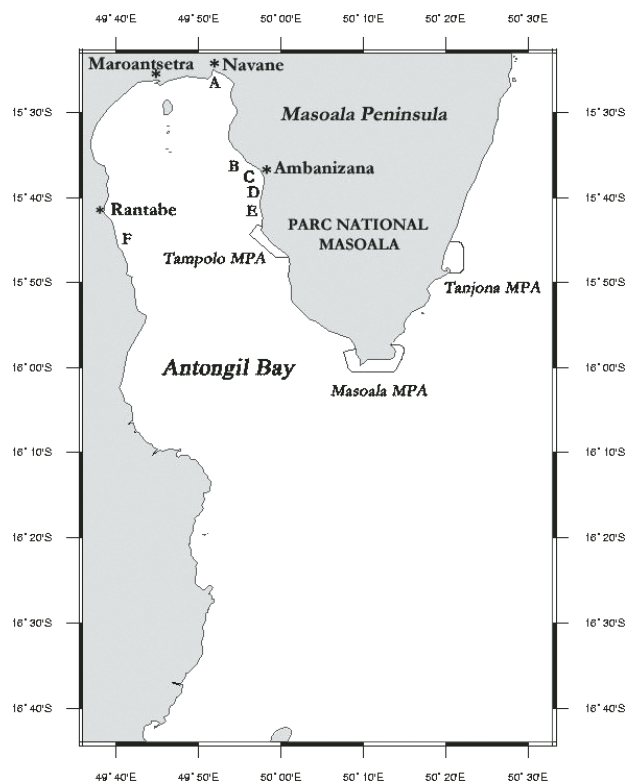 49˚40'E 49˚50'E 50˚00'E 50˚10'E 50˚20'E 50˚30'E
Maroantsetra
Navane
A
15˚30'S 15˚30'S
Masoala Peninsula
B
Ambanizana
C
15˚40'S 15˚40'S
D
Rantabe
E
F
PARC NATIONAL
MASOALA
Tampolo MPA
15˚50'S 15˚50'S
Tanjona MPA
Antongil Bay
16˚00'S 16˚00'S
Masoala MPA
16˚10'S 16˚10'S
16˚20'S 16˚20'S
16˚30'S 16˚30'S
16˚40'S 16˚40'S
49˚40'E 49˚50'E 50˚00'E 50˚10'E 50˚20'E 50˚30'E